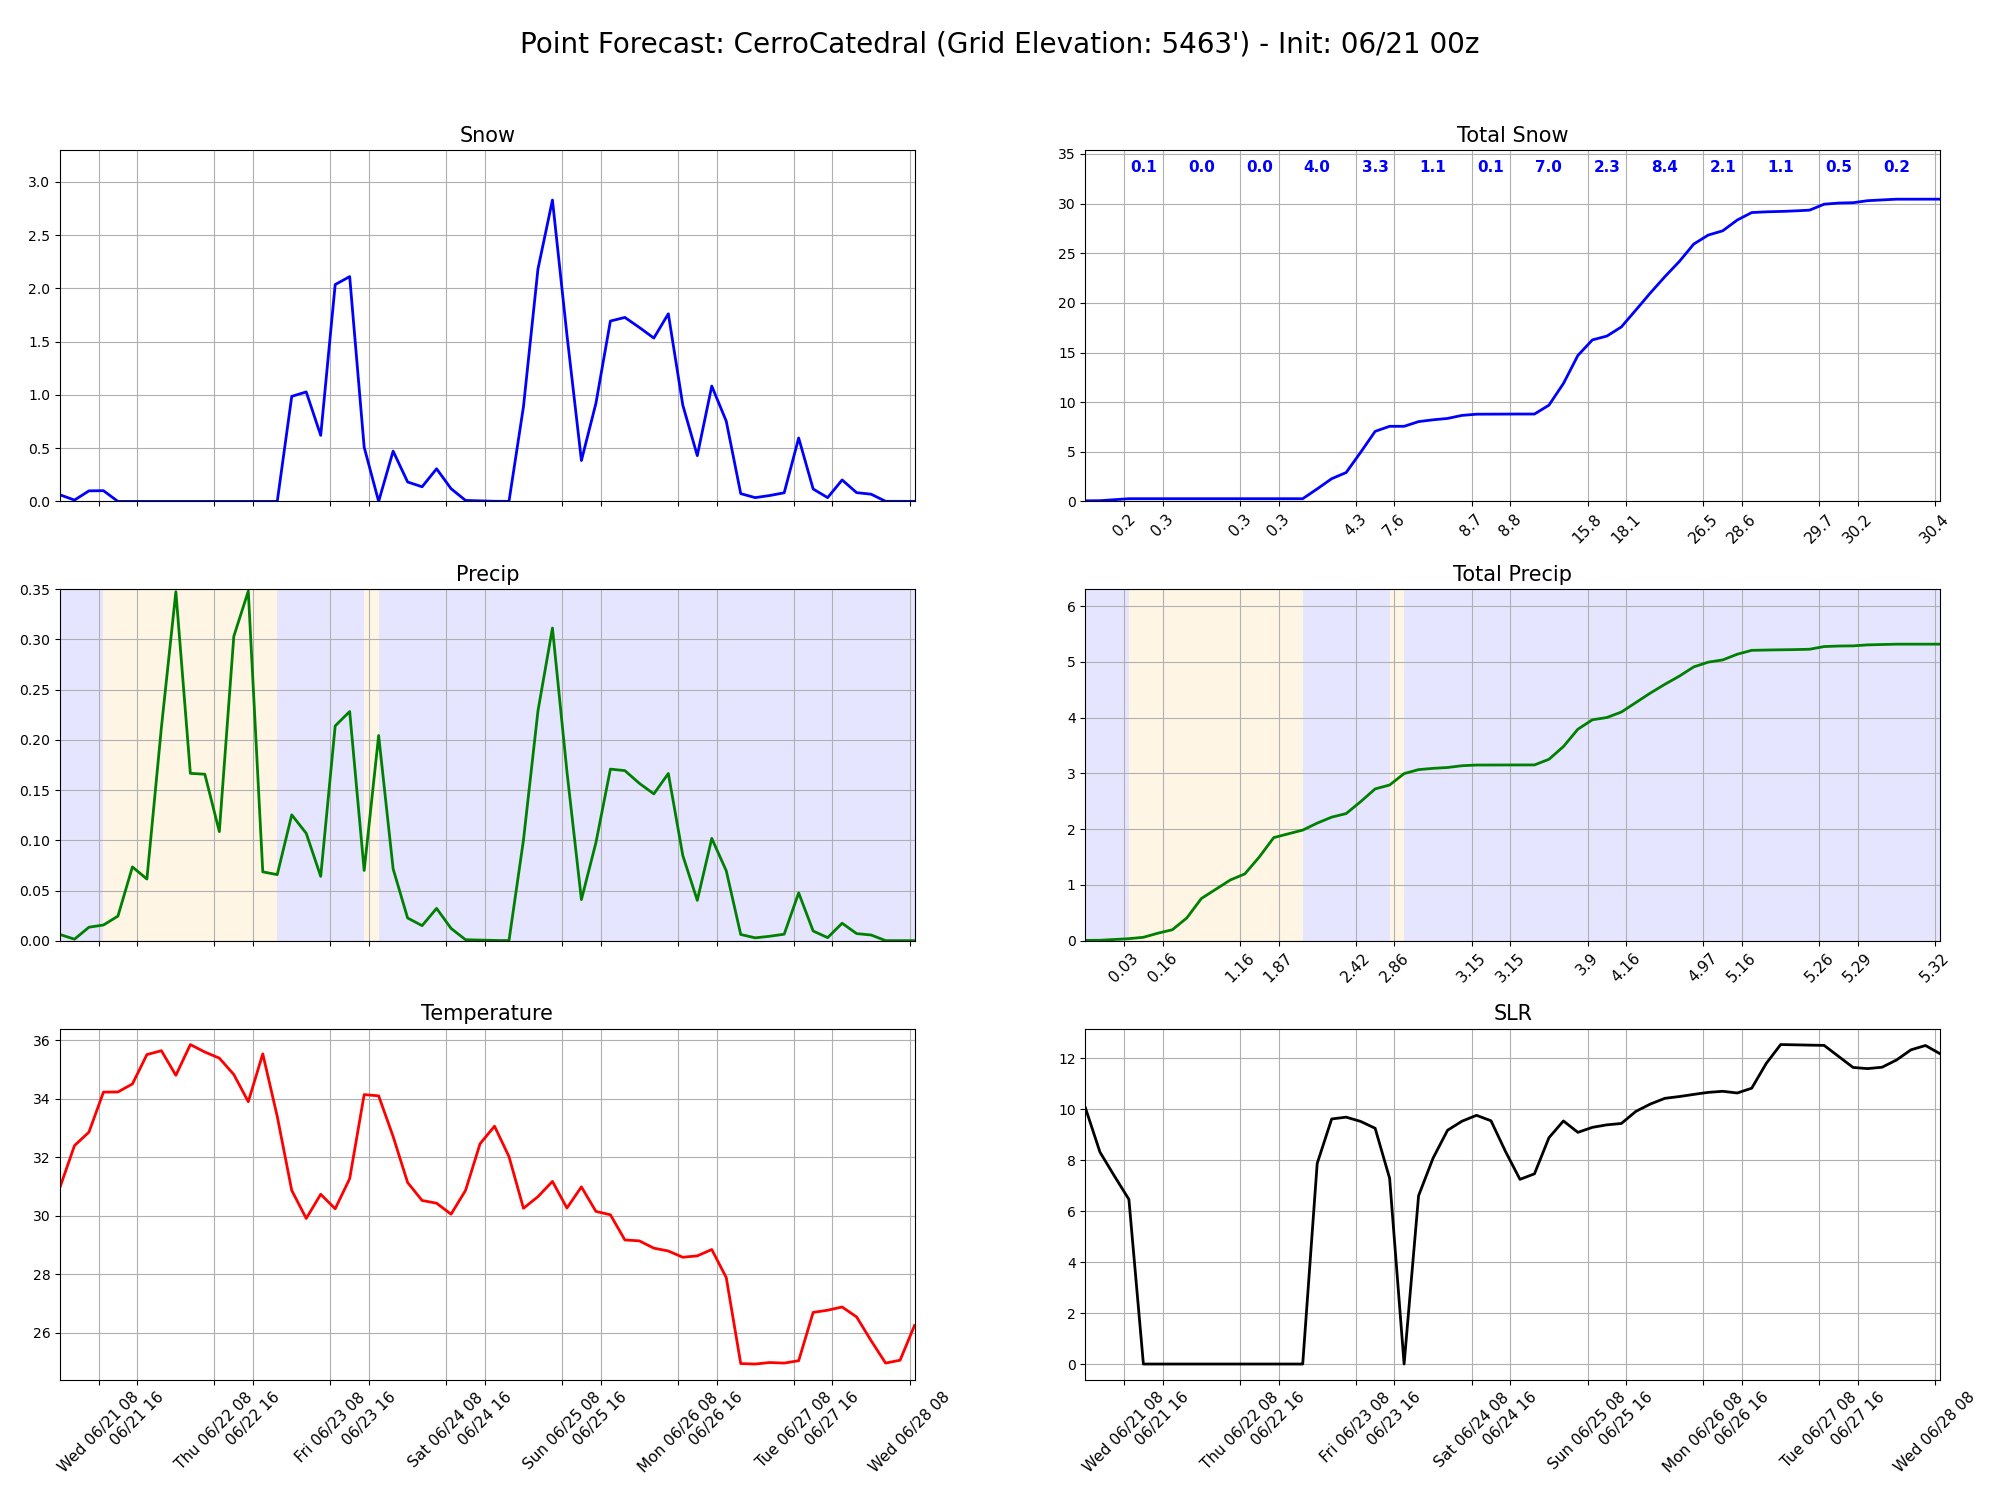 Point Forecast: CerroCatedral (Grid Elevation: 5463') - Init: 06/21 00z
Snow
3.0
2.5
2.0
1.5
1.0
0.5
0.0
Total Snow
0.1 0.0 0.0 4.0 3.3 1.1 0.1 7.0 2.3 8.4 2.1 1.1 0.5 0.2
35
30
25
20
15
10
5
0
0.2 0.3 0.3 0.3 4.3 7.6 8.7 8.8 15.8 18.1 26.5 28.6 29.7 30.2 30.4
Precip
0.35
0.30
0.25
0.20
0.15
0.10
0.05
0.00
Total Precip
6
5
4
3
2
1
0
0.03 0.16 1.16 1.87 2.42 2.86 3.15 3.15 3.9 4.16 4.97 5.16 5.26 5.29 5.32
Temperature
36
34
32
30
28
26
Wed 06/21 08
06/21 16
Thu 06/22 08
06/22 16
Fri 06/23 08
06/23 16
Sat 06/24 08
06/24 16
Sun 06/25 08
06/25 16
Mon 06/26 08
06/26 16
Tue 06/27 08
06/27 16
Wed 06/28 08
SLR
12
10
8
6
4
2
0
Wed 06/21 08
06/21 16
Thu 06/22 08
06/22 16
Fri 06/23 08
06/23 16
Sat 06/24 08
06/24 16
Sun 06/25 08
06/25 16
Mon 06/26 08
06/26 16
Tue 06/27 08
06/27 16
Wed 06/28 08